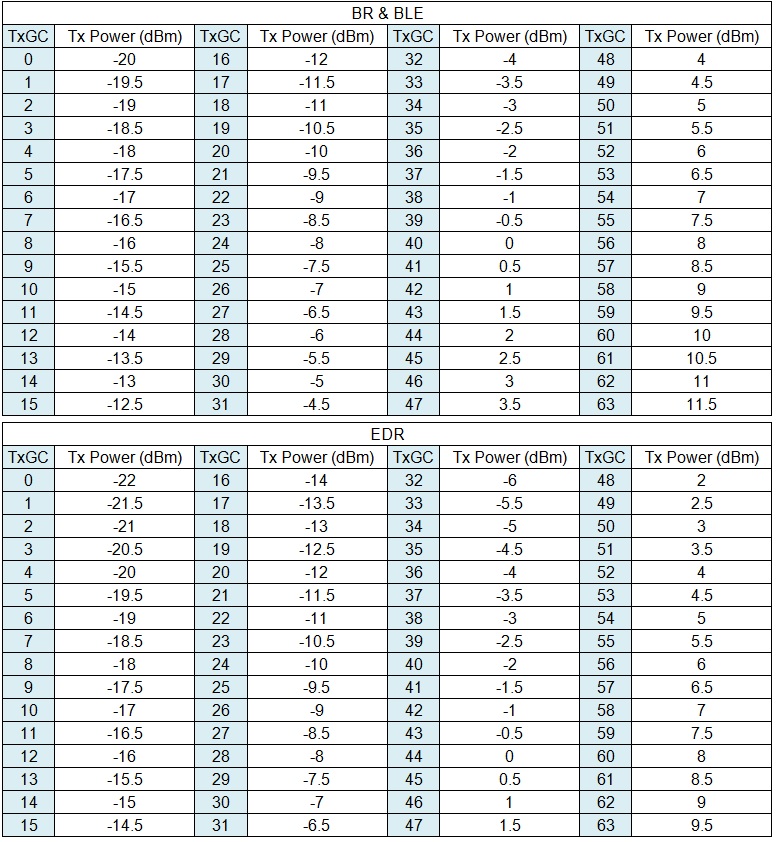 BR & BLE
TxGC Tx Power (dBm) TxGC Tx Power (dBm) TxGC Tx Power (dBm) TxGC Tx Power (dBm)
0 -20 16 -12 32 -4 48 4
1 -19.5 17 -11.5 33 -3.5 49 4.5
2 -19 18 -11 34 -3 50 5
3 -18.5 19 -10.5 35 -2.5 51 5.5
4 -18 20 -10 36 -2 52 6
5 -17.5 21 -9.5 37 -1.5 53 6.5
6 -17 22 -9 38 -1 54 7
7 -16.5 23 -8.5 39 -0.5 55 7.5
8 -16 24 -8 40 0 56 8
9 -15.5 25 -7.5 41 0.5 57 8.5
10 -15 26 -7 42 1 58 9
11 -14.5 27 -6.5 43 1.5 59 9.5
12 -14 28 -6 44 2 60 10
13 -13.5 29 -5.5 45 2.5 61 10.5
14 -13 30 -5 46 3 62 11
15 -12.5 31 -4.5 47 3.5 63 11.5
EDR
TxGC Tx Power (dBm) TxGC Tx Power (dBm) TxGC Tx Power (dBm) TxGC Tx Power (dBm)
0 -22 16 -14 32 -6 48 2
1 -21.5 17 -13.5 33 -5.5 49 2.5
2 -21 18 -13 34 -5 50 3
3 -20.5 19 -12.5 35 -4.5 51 3.5
4 -20 20 -12 36 -4 52 4
5 -19.5 21 -11.5 37 -3.5 53 4.5
6 -19 22 -11 38 -3 54 5
7 -18.5 23 -10.5 39 -2.5 55 5.5
8 -18 24 -10 40 -2 56 6
9 -17.5 25 -9.5 41 -1.5 57 6.5
10 -17 26 -9 42 -1 58 7
11 -16.5 27 -8.5 43 -0.5 59 7.5
12 -16 28 -8 44 0 60 8
13 -15.5 29 -7.5 45 0.5 61 8.5
14 -15 30 -7 46 1 62 9
15 -14.5 31 -6.5 47 1.5 63 9.5